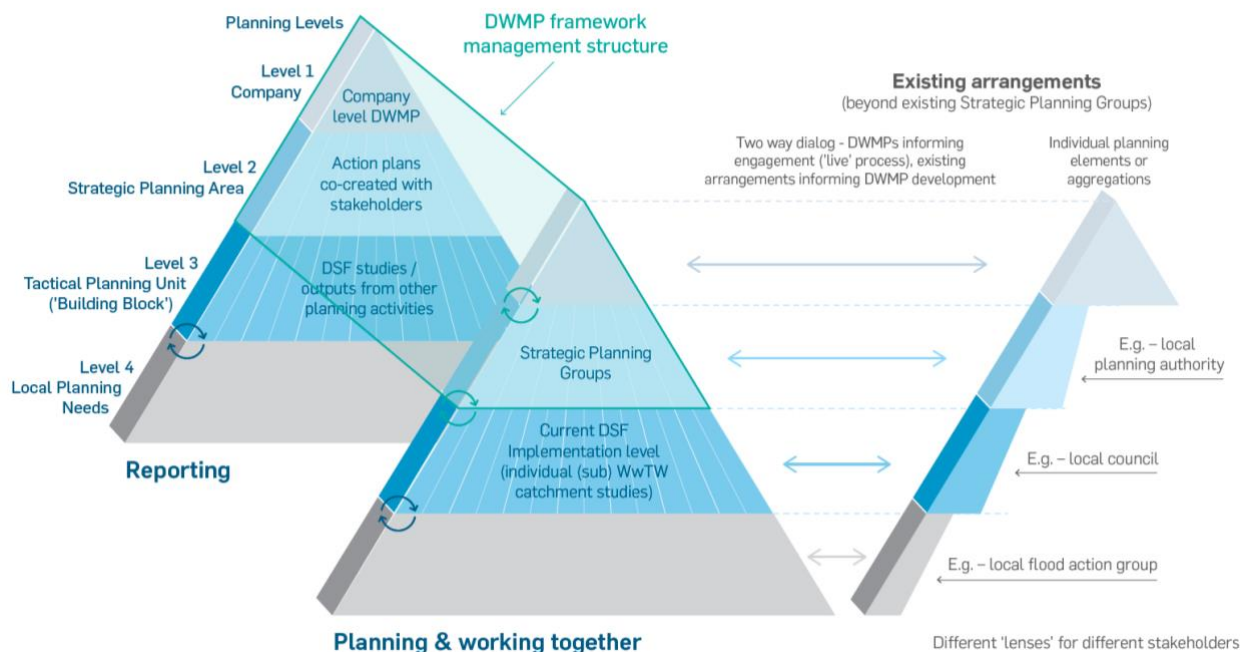 Planning Levels
Level 1
Company
Level 2
Strategic Planning Area
Level 3
Tactical Planning Unit
('Building Block')
Level 4
Local Planning
Needs
Company
level DWMP
Action plans
co-created with
stakeholders
DSF studies /
outputs from other
planning activities
Reporting
DWMP framework
management structure
Strategic Planning
Groups
Current DSF
Implementation level
(individual (sub) WwTW
catchment studies)
Planning & working together
Existing arrangements
(beyond existing Strategic Planning Groups)
Two way dialog - DWMPs informing
engagement ('live' process), existing
arrangements informing DWMP development
Individual planning
elements or
aggregations
E.g. – local
planning authority
E.g. – local council
E.g. – local flood action group
Different 'lenses' for different stakeholders